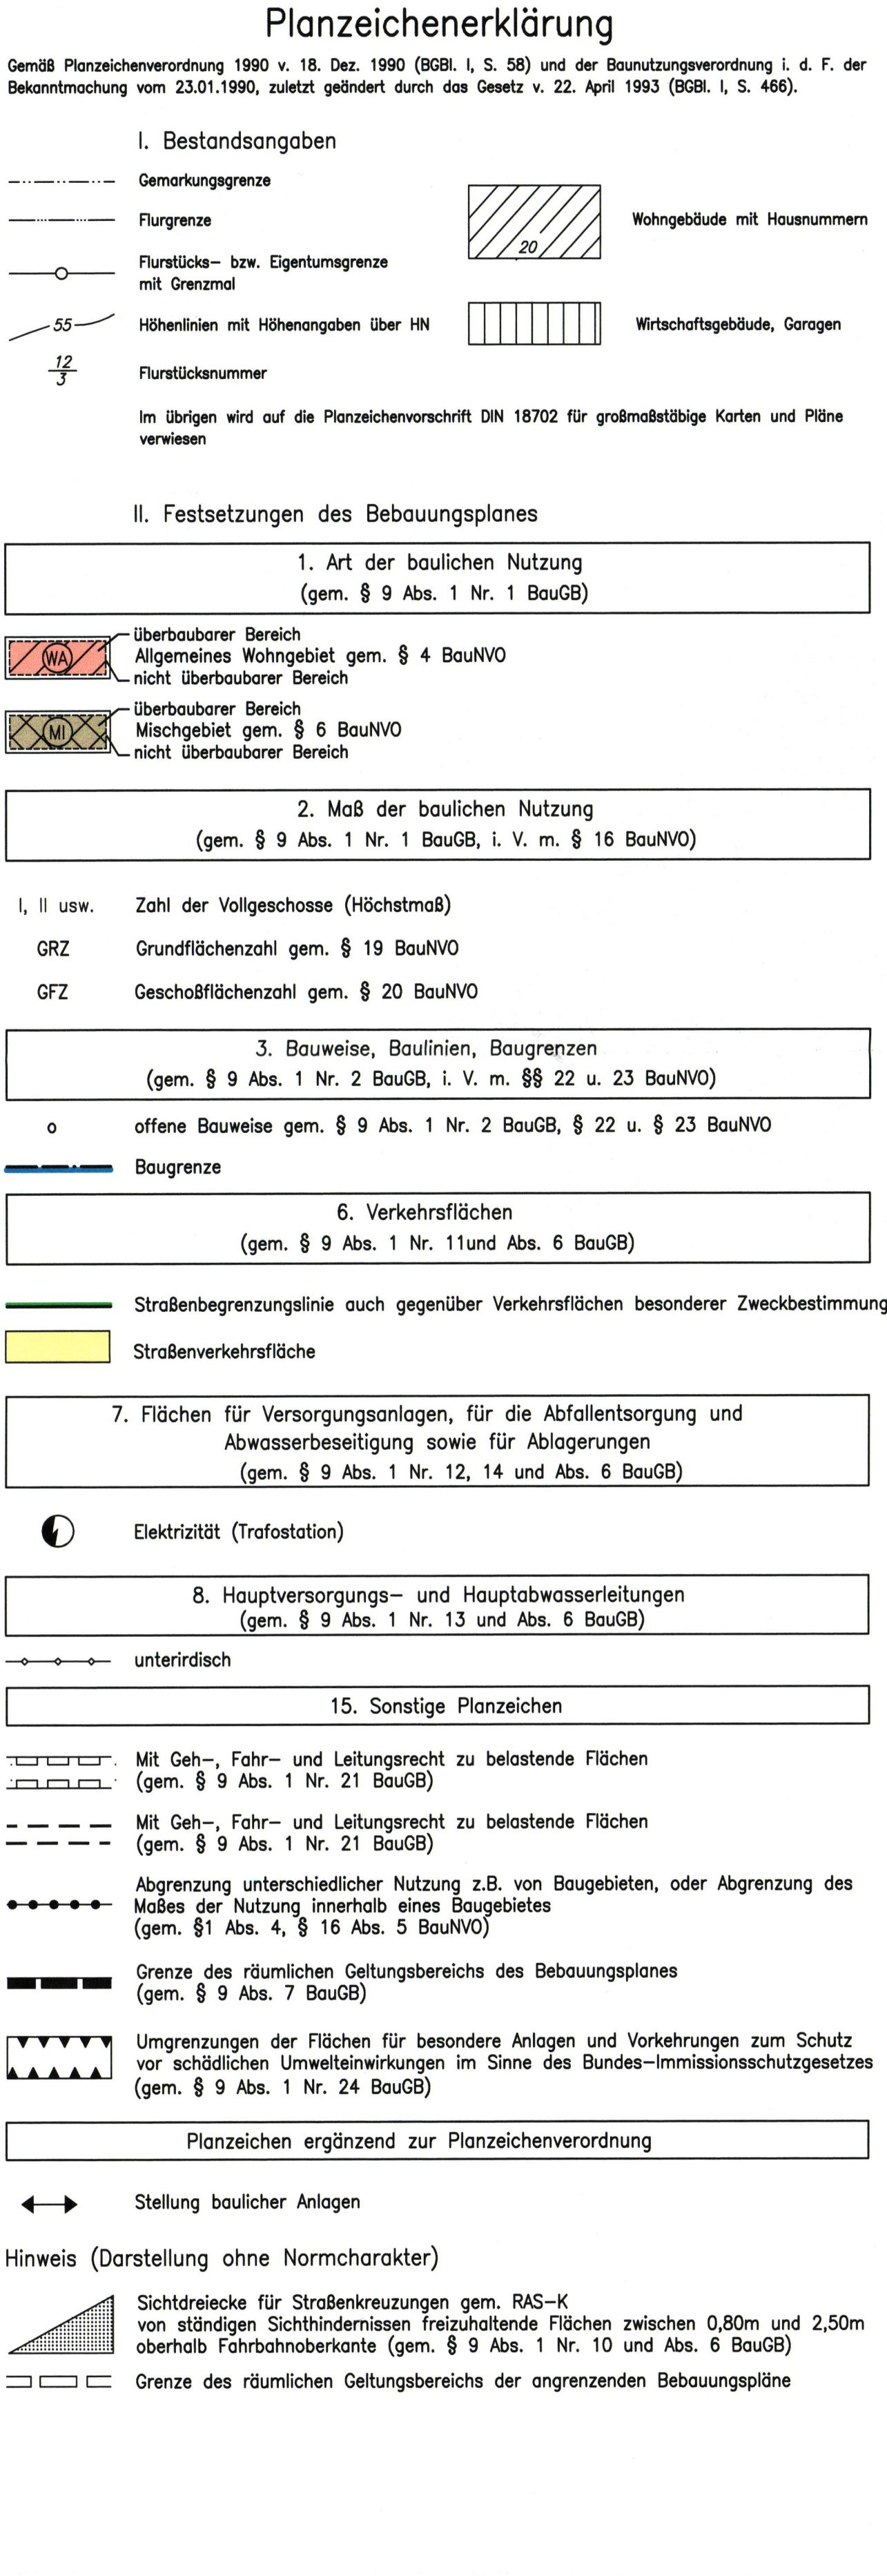 Planzeichenerklärung
Gemäß Planzeichenverordnung 1990 v. 18. Dez. 1990 (BGBl. I, S. 58) und der Baunutzungsverordnung i. d. F. der
Bekanntmachung vom 23.01.1990, zuletzt geändert durch das Gesetz v. 22. April 1993 (BGBl. I, S. 466).
I. Bestandsangaben
Gemarkungsgrenze
Flurgrenze
20
Wohngebäude mit Hausnummern
Flurstücks- bzw. Eigentumsgrenze
mit Grenzmal
55
Höhenlinien mit Höhenangaben über HN
Wirtschaftsgebäude, Garagen
12
3
Flurstücksnummer
Im übrigen wird auf die Planzeichenvorschrift DIN 18702 für großmaßstäbige Karten und Pläne
verwiesen
II. Festsetzungen des Bebauungsplanes
1. Art der baulichen Nutzung
(gem. § 9 Abs. 1 Nr. 1 BauGB)
überbaubarer Bereich
WA
Allgemeines Wohngebiet gem. § 4 BauNVO
nicht überbaubarer Bereich
überbaubarer Bereich
MI
Mischgebiet gem. § 6 BauNVO
nicht überbaubarer Bereich
2. Maß der baulichen Nutzung
(gem. § 9 Abs. 1 Nr. 1 BauGB, i. V. m. § 16 BauNVO)
I, II usw. Zahl der Vollgeschosse (Höchstmaß)
GRZ Grundflächenzahl gem. § 19 BauNVO
GFZ Geschoßflächenzahl gem. § 20 BauNVO
3. Bauweise, Baulinien, Baugrenzen
(gem. § 9 Abs. 1 Nr. 2 BauGB, i. V. m. §§ 22 u. 23 BauNVO)
o offene Bauweise gem. § 9 Abs. 1 Nr. 2 BauGB, § 22 u. § 23 BauNVO
Baugrenze
6. Verkehrsflächen
(gem. § 9 Abs. 1 Nr. 11und Abs. 6 BauGB)
Straßenbegrenzungslinie auch gegenüber Verkehrsflächen besonderer Zweckbestimmung
Straßenverkehrsfläche
7. Flächen für Versorgungsanlagen, für die Abfallentsorgung und
Abwasserbeseitigung sowie für Ablagerungen
(gem. § 9 Abs. 1 Nr. 12, 14 und Abs. 6 BauGB)
Elektrizität (Trafostation)
8. Hauptversorgungs- und Hauptabwasserleitungen
(gem. § 9 Abs. 1 Nr. 13 und Abs. 6 BauGB)
unterirdisch
15. Sonstige Planzeichen
Mit Geh-, Fahr- und Leitungsrecht zu belastende Flächen
(gem. § 9 Abs. 1 Nr. 21 BauGB)
Mit Geh-, Fahr- und Leitungsrecht zu belastende Flächen
(gem. § 9 Abs. 1 Nr. 21 BauGB)
Abgrenzung unterschiedlicher Nutzung z.B. von Baugebieten, oder Abgrenzung des
Maßes der Nutzung innerhalb eines Baugebietes
(gem. §1 Abs. 4, § 16 Abs. 5 BauNVO)
Grenze des räumlichen Geltungsbereichs des Bebauungsplanes
(gem. § 9 Abs. 7 BauGB)
Umgrenzungen der Flächen für besondere Anlagen und Vorkehrungen zum Schutz
vor schädlichen Umwelteinwirkungen im Sinne des Bundes-Immissionsschutzgesetzes
(gem. § 9 Abs. 1 Nr. 24 BauGB)
Planzeichen ergänzend zur Planzeichenverordnung
Stellung baulicher Anlagen
Hinweis (Darstellung ohne Normcharakter)
Sichtdreiecke für Straßenkreuzungen gem. RAS-K
von ständigen Sichthindernissen freizuhaltende Flächen zwischen 0,80m und 2,50m
oberhalb Fahrbahnoberkante (gem. § 9 Abs. 1 Nr. 10 und Abs. 6 BauGB)
Grenze des räumlichen Geltungsbereichs der angrenzenden Bebauungspläne